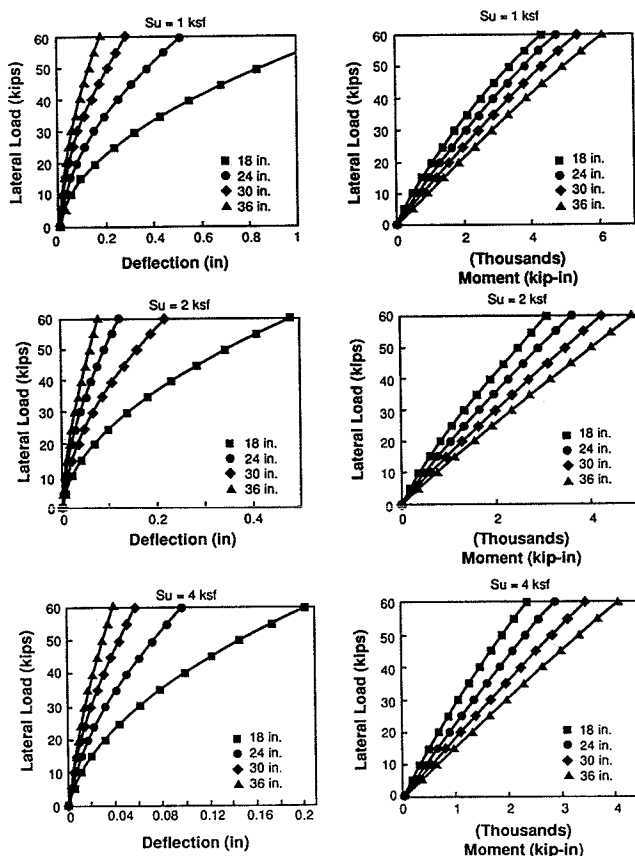 Su = 1 ksf
Lateral Load (kips)
60
50
40
30
20
10
0
18 in.
24 in.
30 in.
36 in.
0 0.2 0.4 0.6 0.8 1
Deflection (in)
Su = 1 ksf
Lateral Load (kips)
60
50
40
30
20
10
0
18 in.
24 in.
30 in.
36 in.
0 2 4 6
(Thousands)
Moment (kip-in)
Su = 2 ksf
Lateral Load (kips)
60
50
40
30
20
10
0
18 in.
24 in.
30 in.
36 in.
0 0.2 0.4
Deflection (in)
Su = 2 ksf
Lateral Load (kips)
60
50
40
30
20
10
0
18 in.
24 in.
30 in.
36 in.
0 2 4
(Thousands)
Moment (kip-in)
Su = 4 ksf
Lateral Load (kips)
60
50
40
30
20
10
0
18 in.
24 in.
30 in.
36 in.
0 0.04 0.08 0.12 0.16 0.2
Deflection (in)
Su = 4 ksf
Lateral Load (kips)
60
50
40
30
20
10
0
18 in.
24 in.
30 in.
36 in.
0 1 2 3 4
(Thousands)
Moment (kip-in)